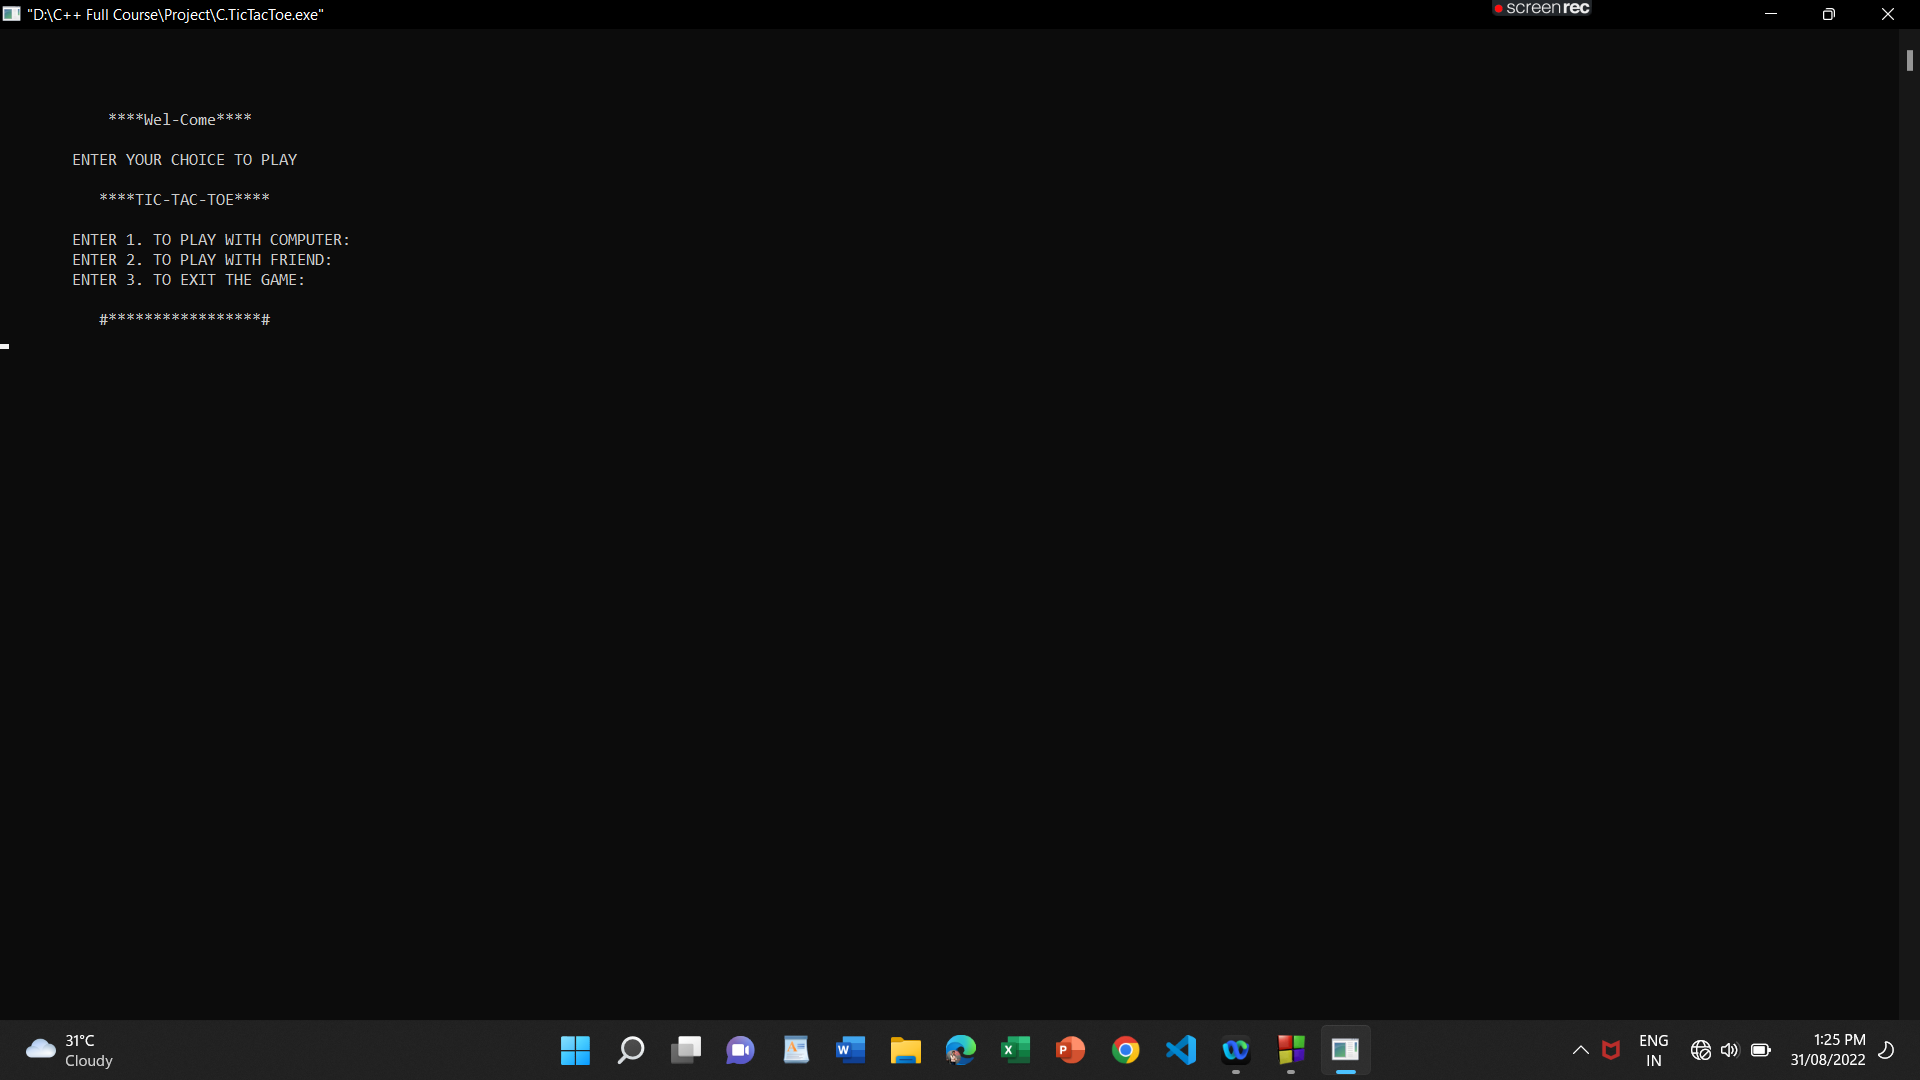 "D:\C++ Full Course\Project\C.TicTacToe.exe"
screenrec
****Wel-Come****
ENTER YOUR CHOICE TO PLAY
****TIC-TAC-TOE****
ENTER 1. TO PLAY WITH COMPUTER:
ENTER 2. TO PLAY WITH FRIEND:
ENTER 3. TO EXIT THE GAME:
#*****************#
31°C
Cloudy
ENG
IN
1:25 PM
31/08/2022